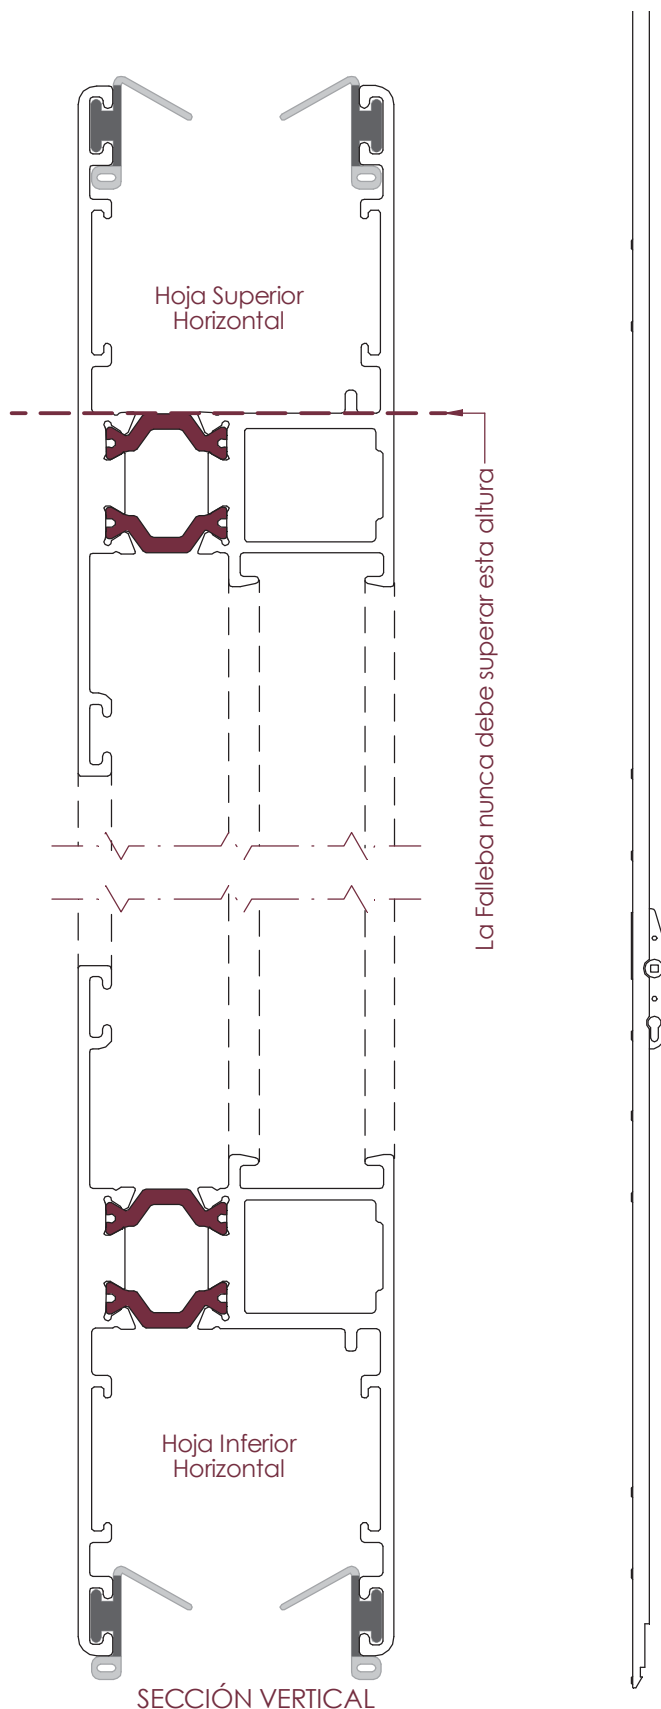 Hoja Superior
Horizontal
La Falleba nunca debe superar esta altura
Hoja Inferior
Horizontal
SECCIÓN VERTICAL